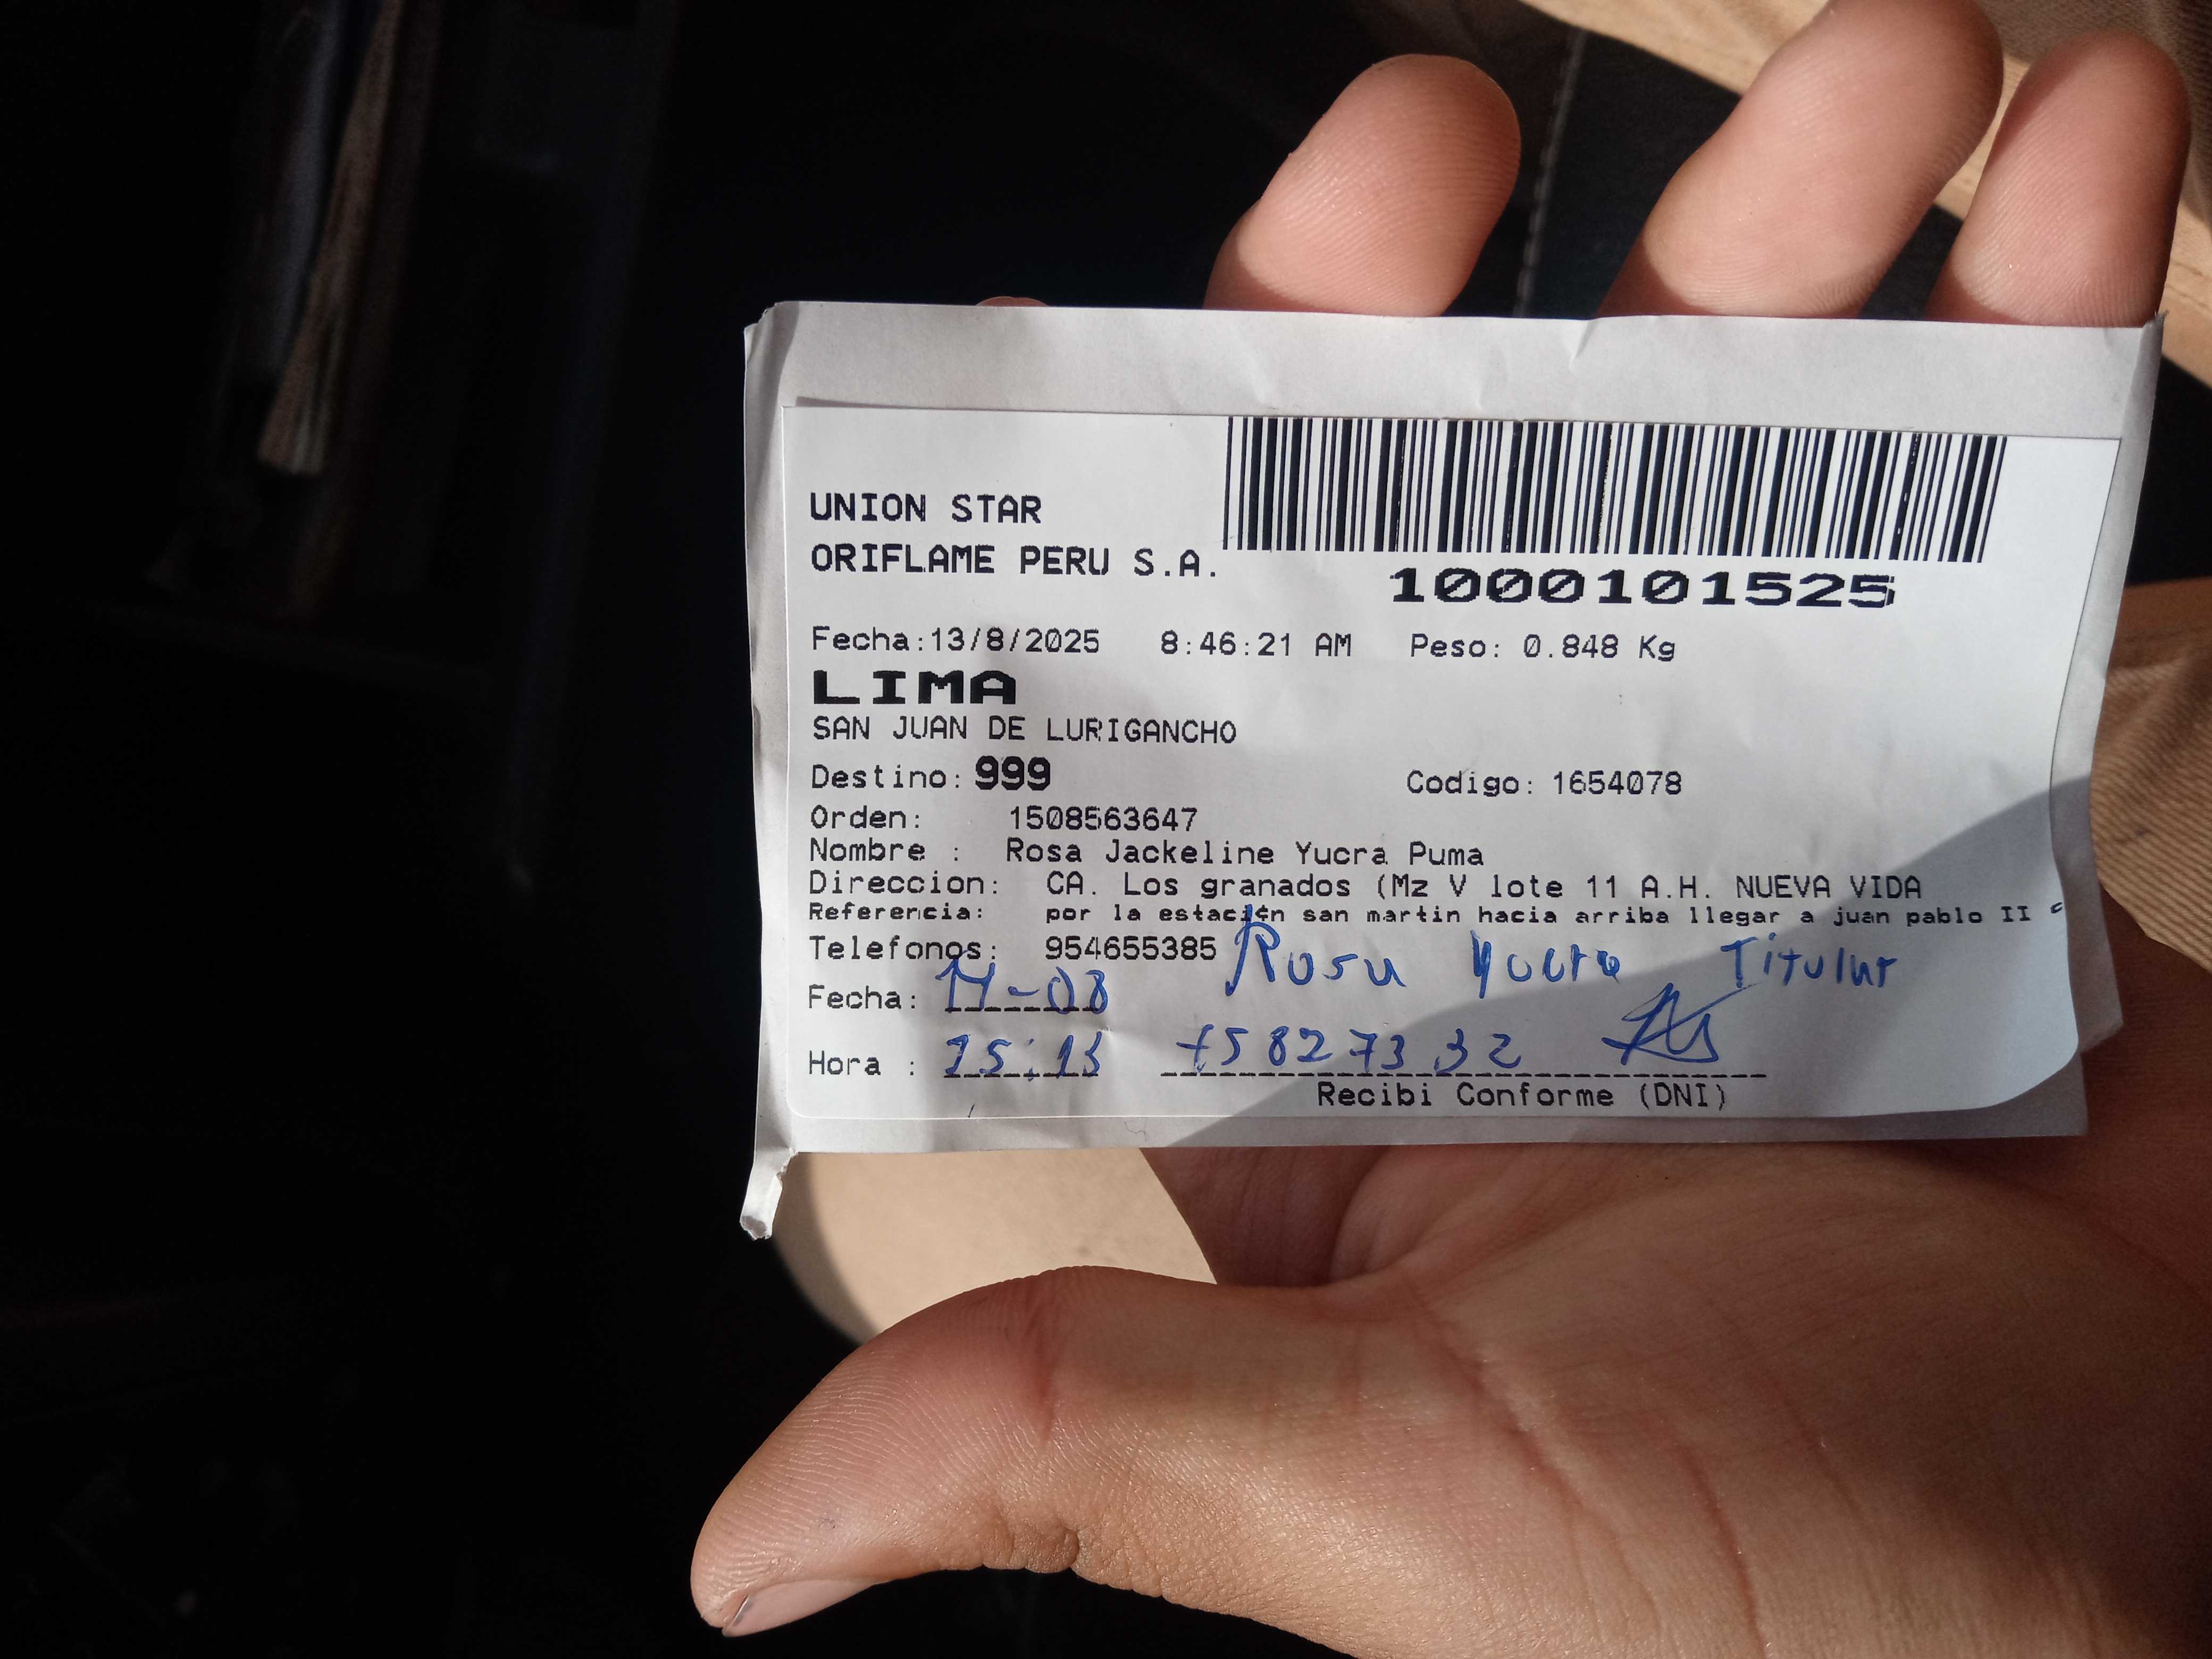 UNION STAR
ORIFLAME PERU S.A.
1000101525
Fecha:13/8/2025 8:46:21 AM Peso: 0.848 Kg
LIMA
SAN JUAN DE LURIGANCHO
Destino: 999 Codigo: 1654078
Orden: 1508563647
Nombre : Rosa Jackeline Yucra Puma
Direccion: CA. Los granados (Mz V lote 11 A.H. NUEVA VIDA
Referencia: por la estación san martin hacia arriba llegar a juan pablo II
Telefonos: 954655385 Rosa Yucra Titular
Fecha: 14-08
Hora : 15:13
Recibi Conforme (DNI)